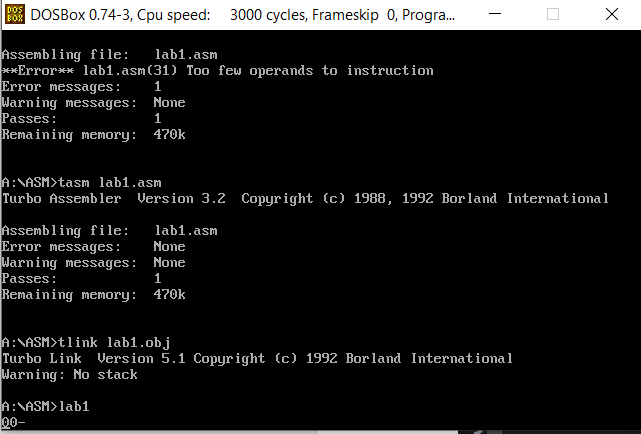 DOSBox 0.74-3, Cpu speed: 3000 cycles, Frameskip 0, Progra...
Assembling file: lab1.asm
**Error** lab1.asm(31) Too few operands to instruction
Error messages: 1
Warning messages: None
Passes: 1
Remaining memory: 470k
A:\ASM>tasm lab1.asm
Turbo Assembler Version 3.2 Copyright (c) 1988, 1992 Borland International
Assembling file: lab1.asm
Error messages: None
Warning messages: None
Passes: 1
Remaining memory: 470k
A:\ASM>tlink lab1.obj
Turbo Link Version 5.1 Copyright (c) 1992 Borland International
Warning: No stack
A:\ASM>lab1
00-